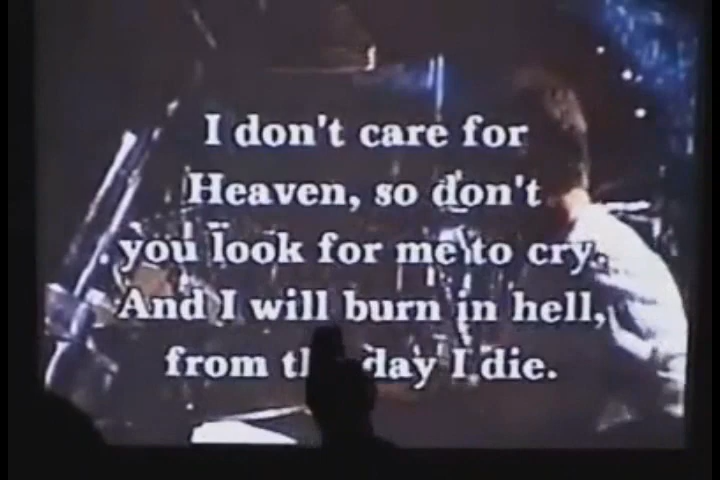 I don't care for
Heaven, so don't
you look for me to cry.
And I will burn in hell,
from the day I die.